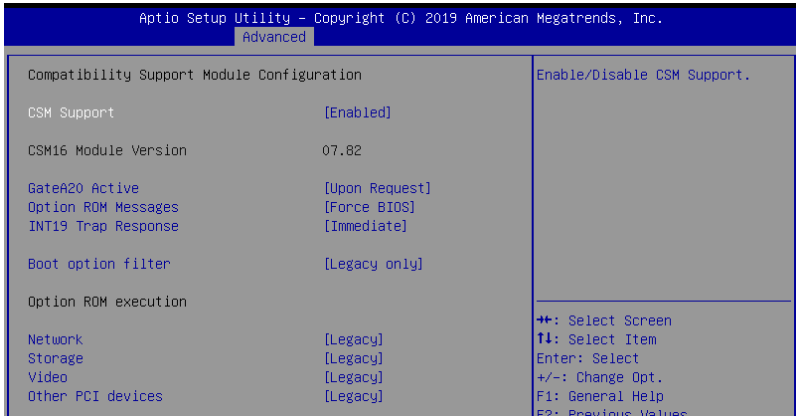 Aptio Setup Utility – Copyright (C) 2019 American Megatrends, Inc.
Advanced
Compatibility Support Module Configuration
CSM Support [Enabled]
CSM16 Module Version 07.82
GateA20 Active [Upon Request]
Option ROM Messages [Force BIOS]
INT19 Trap Response [Immediate]
Boot option filter [Legacy only]
Option ROM execution
Network [Legacy]
Storage [Legacy]
Video [Legacy]
Other PCI devices [Legacy]
Enable/Disable CSM Support.
→←: Select Screen
↑↓: Select Item
Enter: Select
+/-: Change Opt.
F1: General Help
F2: Previous Values